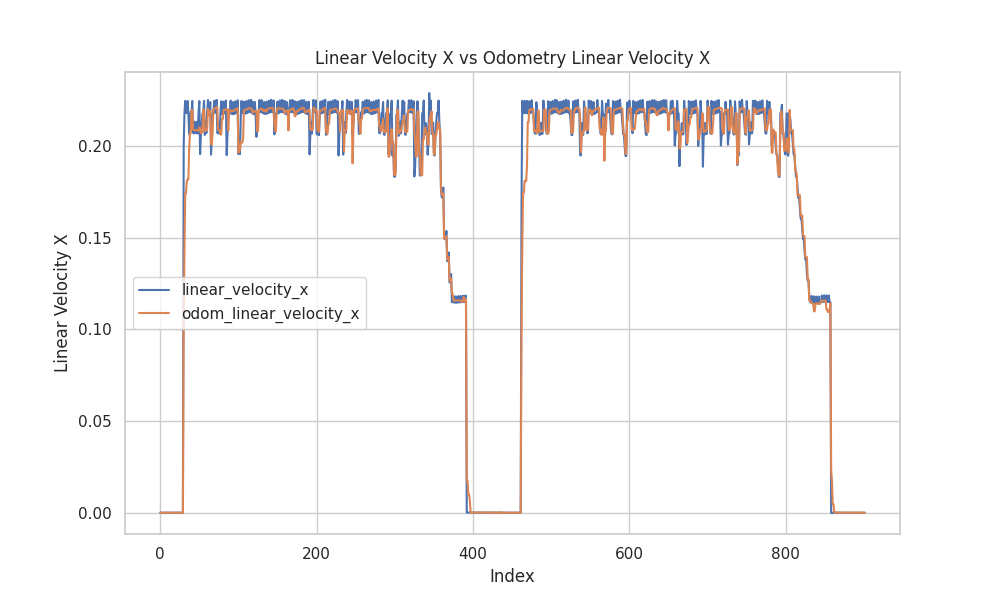 Linear Velocity X vs Odometry Linear Velocity X
0.20
0.15
0.10
0.05
0.00
Linear Velocity X
linear_velocity_x
odom_linear_velocity_x
0 200 400 600 800
Index